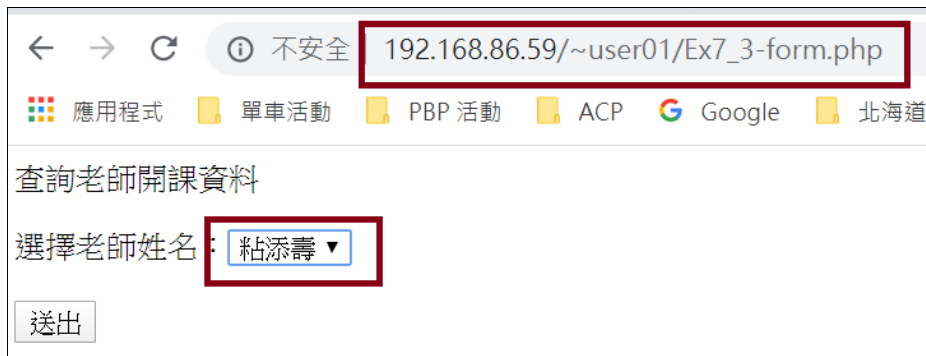 不安全 192.168.86.59/~user01/Ex7_3-form.php
應用程式 單車活動 PBP 活動 ACP Google 北海道
查詢老師開課資料
選擇老師姓名：粘添壽
送出